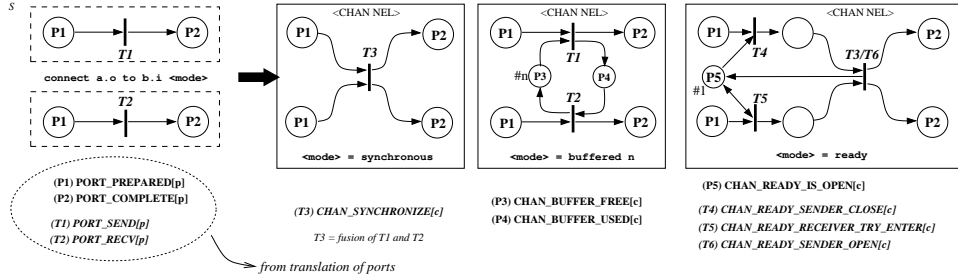 S
<CHAN NEL>
<CHAN NEL>
<CHAN NEL>
P1 T1 P2
P1 T3 P2
P1 T1 P2
P1 T4 T3/T6 P2
connect a.o to b.i <mode>
#n P3 P4
P5
#1
T2
P1 P2
P1 P2
T2
P1 P2
T5
P1 P2
<mode> = synchronous
<mode> = buffered n
<mode> = ready
(P1) PORT_PREPARED[p]
(P2) PORT_COMPLETE[p]
(T1) PORT_SEND[p]
(T2) PORT_RECV[p]
from translation of ports
(T3) CHAN_SYNCHRONIZE[c]
T3 = fusion of T1 and T2
(P3) CHAN_BUFFER_FREE[c]
(P4) CHAN_BUFFER_USED[c]
(P5) CHAN_READY_IS_OPEN[c]
(T4) CHAN_READY_SENDER_CLOSE[c]
(T5) CHAN_READY_RECEIVER_TRY_ENTER[c]
(T6) CHAN_READY_SENDER_OPEN[c]